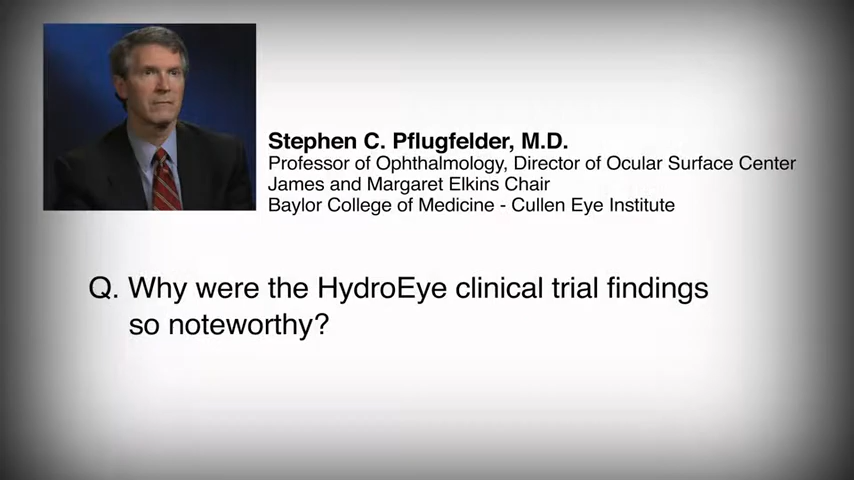 Stephen C. Pflugfelder, M.D.
Professor of Ophthalmology, Director of Ocular Surface Center
James and Margaret Elkins Chair
Baylor College of Medicine - Cullen Eye Institute
Q. Why were the HydroEye clinical trial findings
so noteworthy?